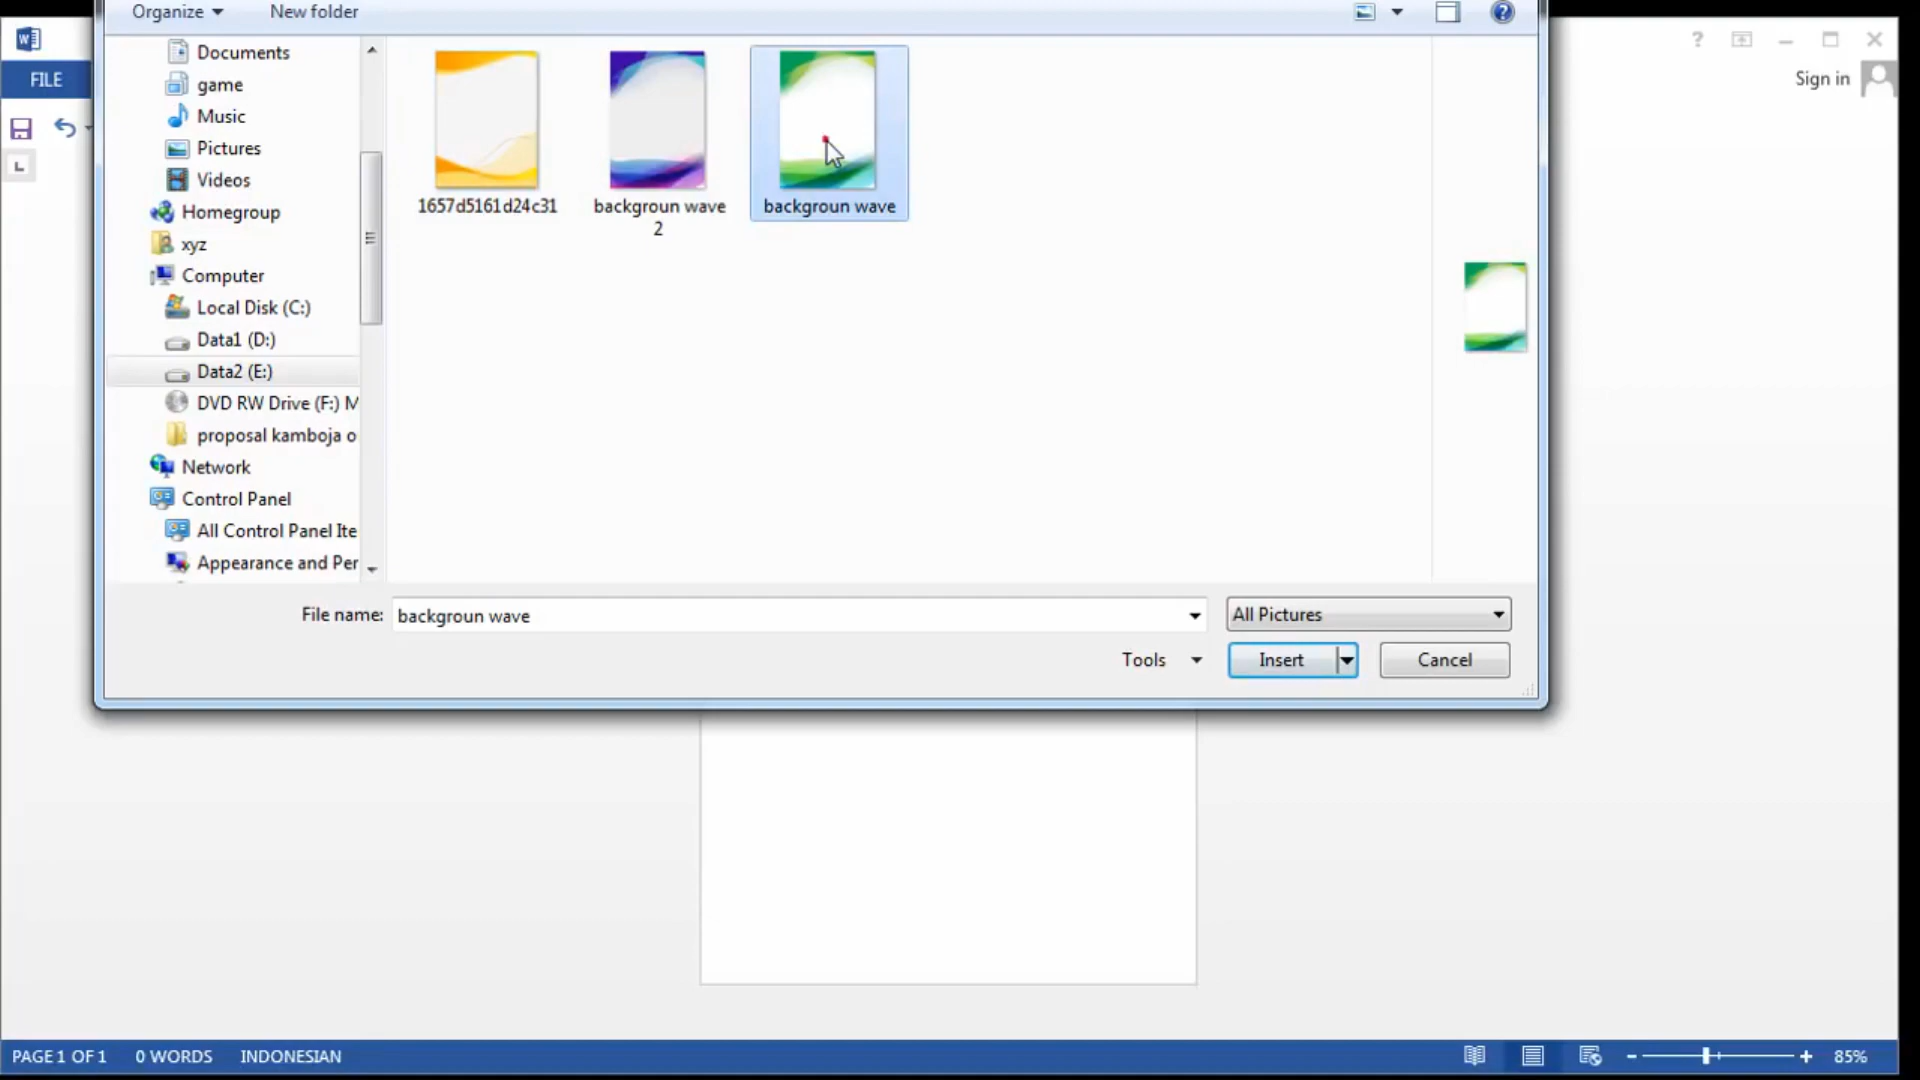 Organize
New folder
FILE
Sign in
Documents
game
Music
Pictures
Videos
Homegroup
xyz
Computer
Local Disk (C:)
Data1 (D:)
Data2 (E:)
DVD RW Drive (F:) M
proposal kamboja o
Network
Control Panel
All Control Panel Ite
Appearance and Per
1657d5161d24c31
backgroun wave
2
backgroun wave
File name:
backgroun wave
All Pictures
Tools
Insert
Cancel
PAGE 1 OF 1
0 WORDS
INDONESIAN
85%